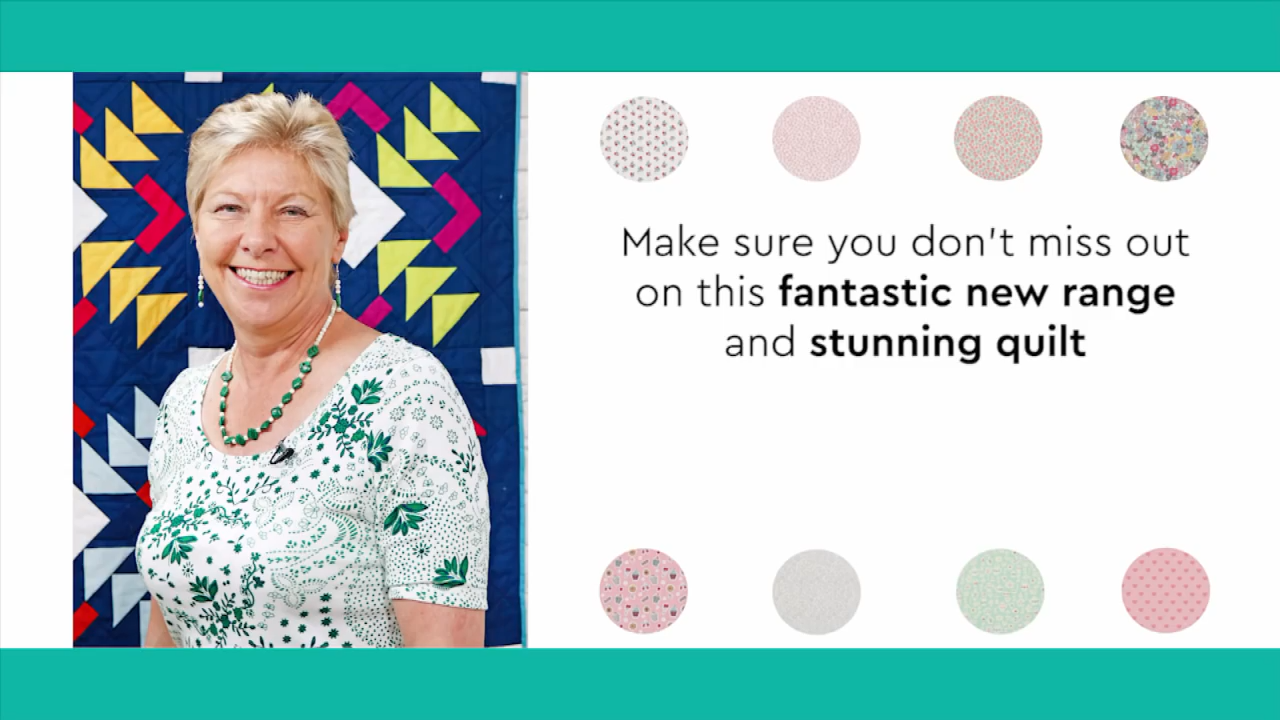 Make sure you don't miss out
on this fantastic new range
and stunning quilt